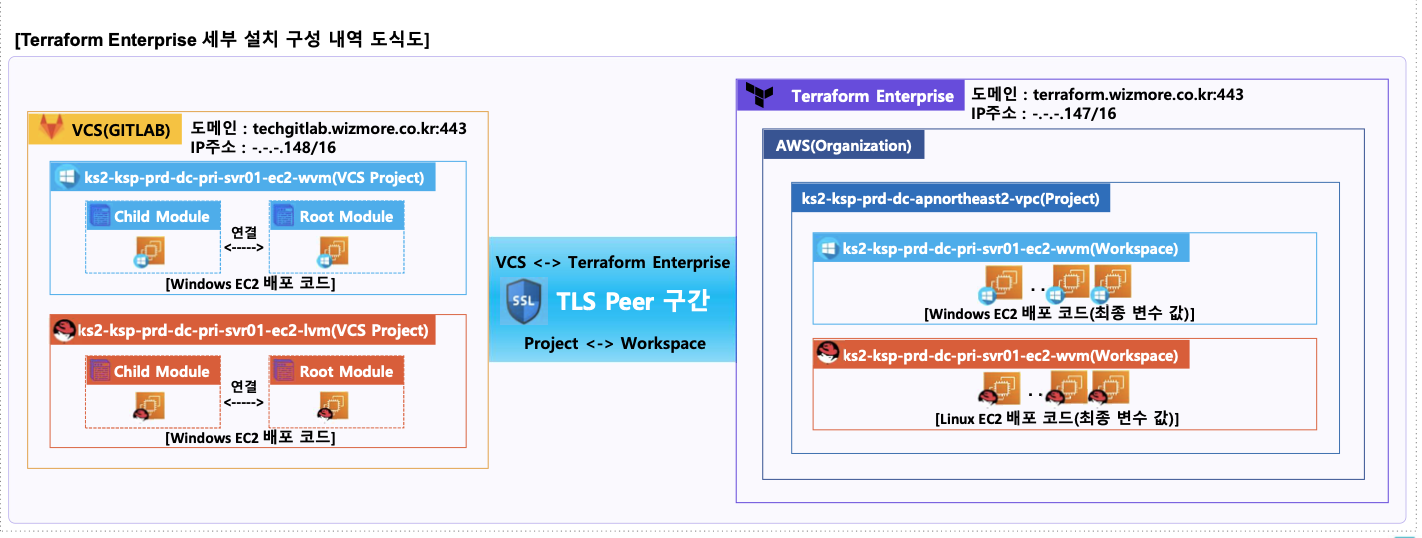 [Terraform Enterprise 세부 설치 구성 내역 도식도]
VCS(GITLAB)
도메인 : techgitlab.wizmore.co.kr:443
IP주소 : -.-.-.148/16
ks2-ksp-prd-dc-pri-svr01-ec2-wvm(VCS Project)
Child Module
연결
<----->
Root Module
[Windows EC2 배포 코드]
ks2-ksp-prd-dc-pri-svr01-ec2-lvm(VCS Project)
Child Module
연결
<----->
Root Module
[Windows EC2 배포 코드]
VCS <-> Terraform Enterprise
SSL
TLS Peer 구간
Project <-> Workspace
Terraform Enterprise
도메인 : terraform.wizmore.co.kr:443
IP주소 : -.-.-.147/16
AWS(Organization)
ks2-ksp-prd-dc-apnortheast2-vpc(Project)
ks2-ksp-prd-dc-pri-svr01-ec2-wvm(Workspace)
. .
[Windows EC2 배포 코드(최종 변수 값)]
ks2-ksp-prd-dc-pri-svr01-ec2-wvm(Workspace)
. .
[Linux EC2 배포 코드(최종 변수 값)]